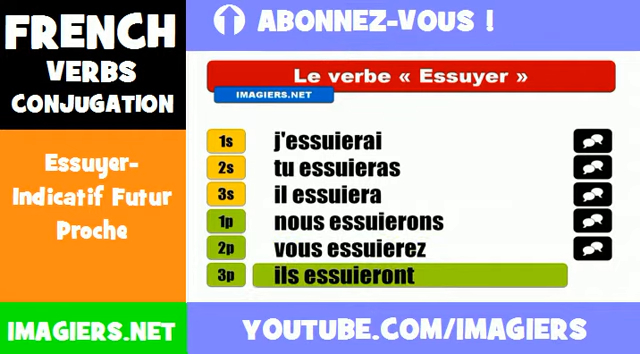 FRENCH
VERBS
CONJUGATION
Essuyer-
Indicatif Futur
Proche
IMAGIERS.NET
ABONNEZ-VOUS !
Le verbe « Essuyer »
IMAGIERS.NET
1s j'essuierai
2s tu essuieras
3s il essuiera
1p nous essuierons
2p vous essuierez
3p ils essuieront
YOUTUBE.COM/IMAGIERS